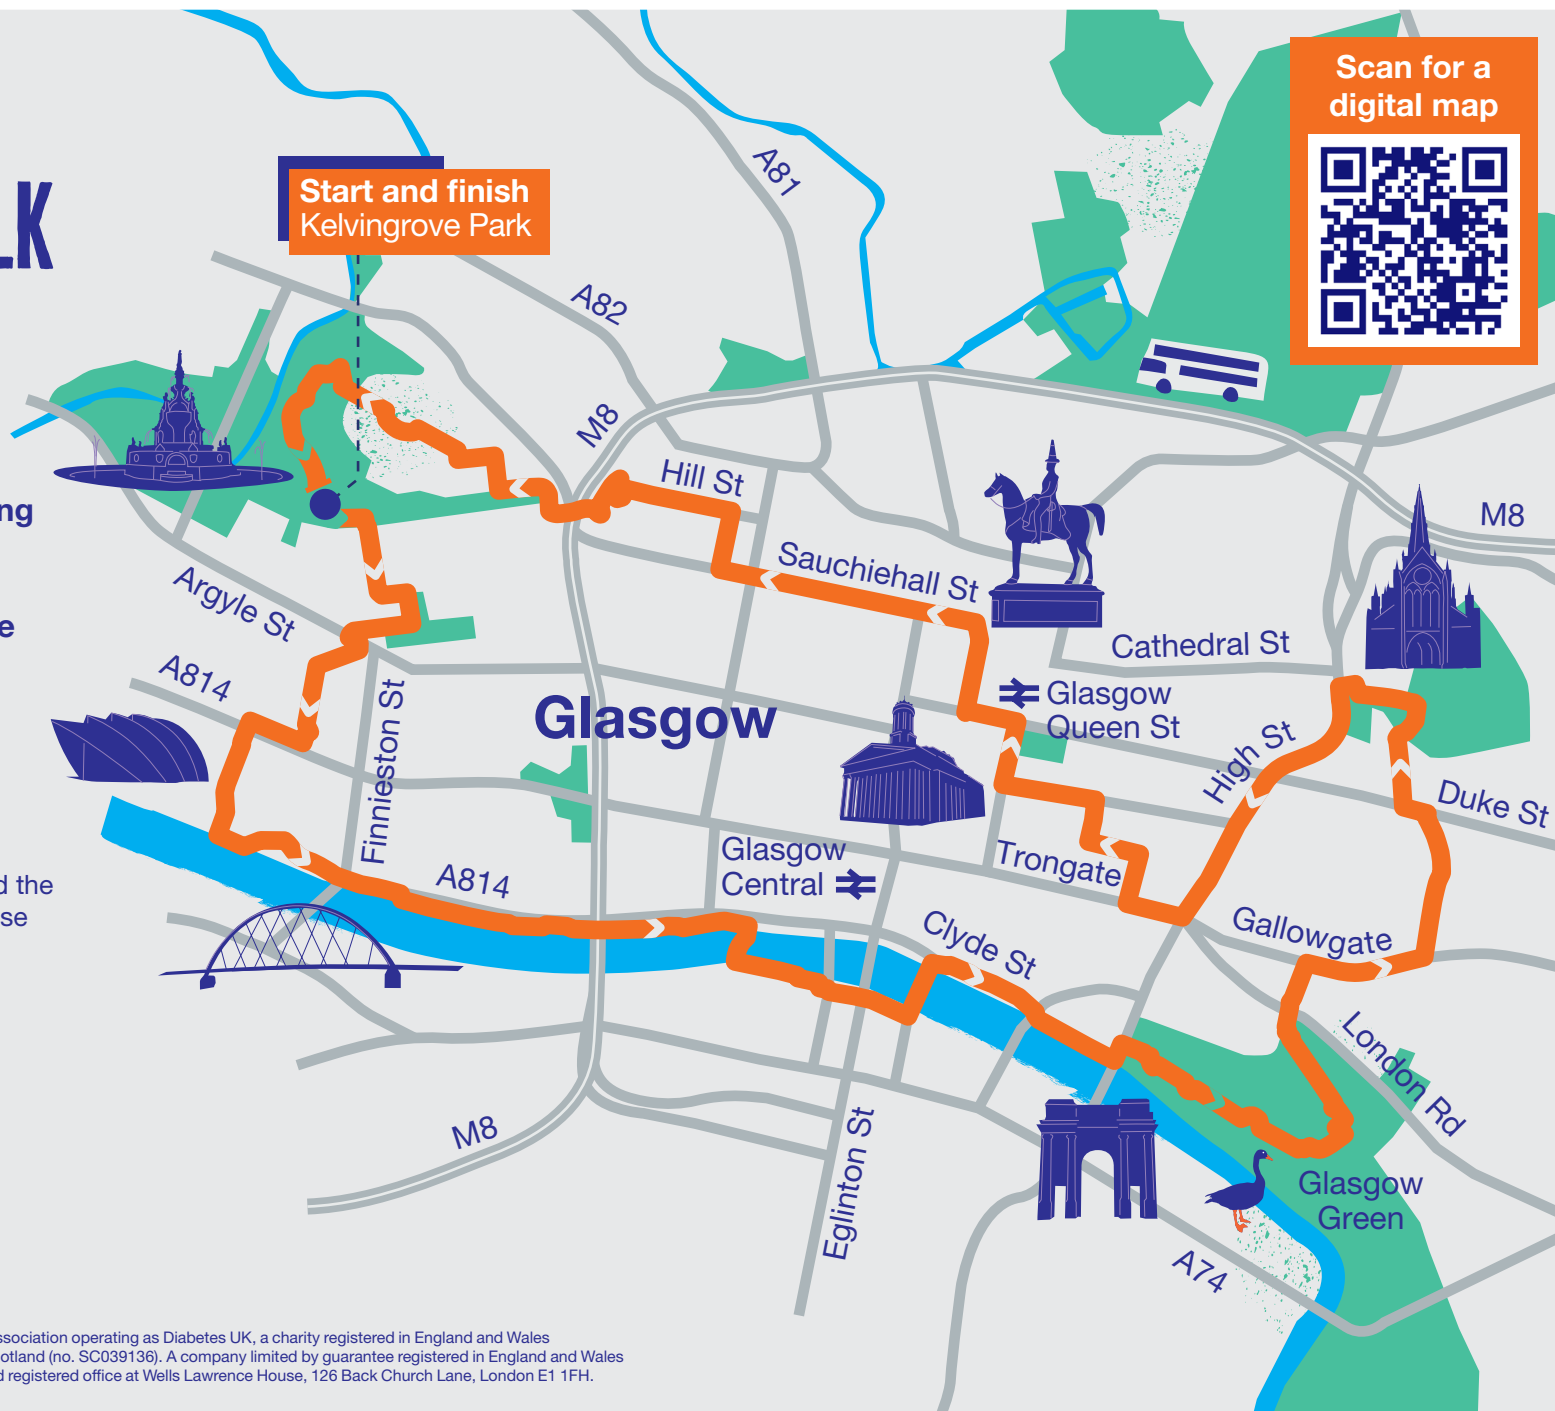 LK
Start and finish
Kelvingrove Park
Scan for a
digital map
A81
A82
M8
Hill St
M8
ng
Sauchiehall St
Argyle St
e
Cathedral St
A814
Glasgow
Queen St
Glasgow
High St
Finnieston St
Duke St
Glasgow
Central
Trongate
A814
d the
se
Clyde St
Gallowgate
London Rd
M8
Eglinton St
Glasgow
Green
A74
ssociation operating as Diabetes UK, a charity registered in England and Wales
otland (no. SC039136). A company limited by guarantee registered in England and Wales
d registered office at Wells Lawrence House, 126 Back Church Lane, London E1 1FH.